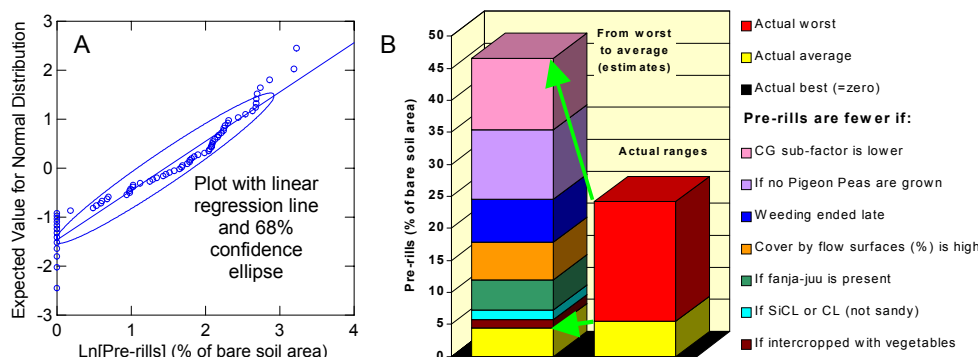 A
Expected Value for Normal Distribution
3
2
1
0
-1
-2
-3
Plot with linear
regression line
and 68%
confidence
ellipse
0
1
2
3
4
Ln[Pre-rills] (% of bare soil area)
B
Pre-rills (% of bare soil area)
50
45
40
35
30
25
20
15
10
5
0
From worst
to average
(estimates)
Actual ranges
Actual worst
Actual average
Actual best (=zero)
Pre-rills are fewer if:
CG sub-factor is lower
If no Pigeon Peas are grown
Weeding ended late
Cover by flow surfaces (%) is high
If fanja-juu is present
If SiCL or CL (not sandy)
If intercropped with vegetables